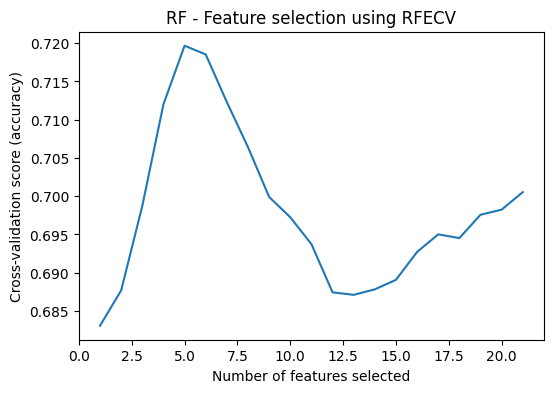 RF - Feature selection using RFECV
Cross-validation score (accuracy)
0.720
0.715
0.710
0.705
0.700
0.695
0.690
0.685
0.0 2.5 5.0 7.5 10.0 12.5 15.0 17.5 20.0
Number of features selected